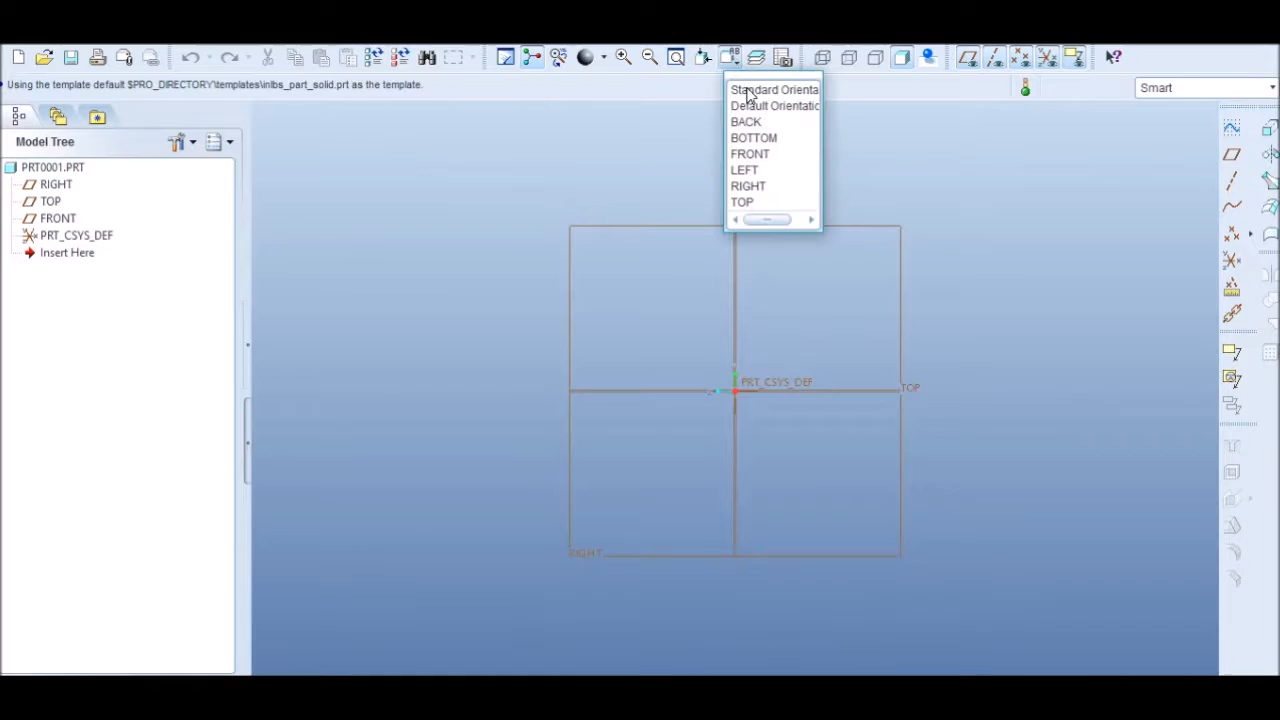 Using the template default $PRO_DIRECTORY\templates\inlbs_part_solid.prt as the template.
Smart
Model Tree
PRT0001.PRT
RIGHT
TOP
FRONT
PRT_CSYS_DEF
Insert Here
Standard Orienta
Default Orientatic
BACK
BOTTOM
FRONT
LEFT
RIGHT
TOP
PRT_CSYS_DEF
TOP
RIGHT